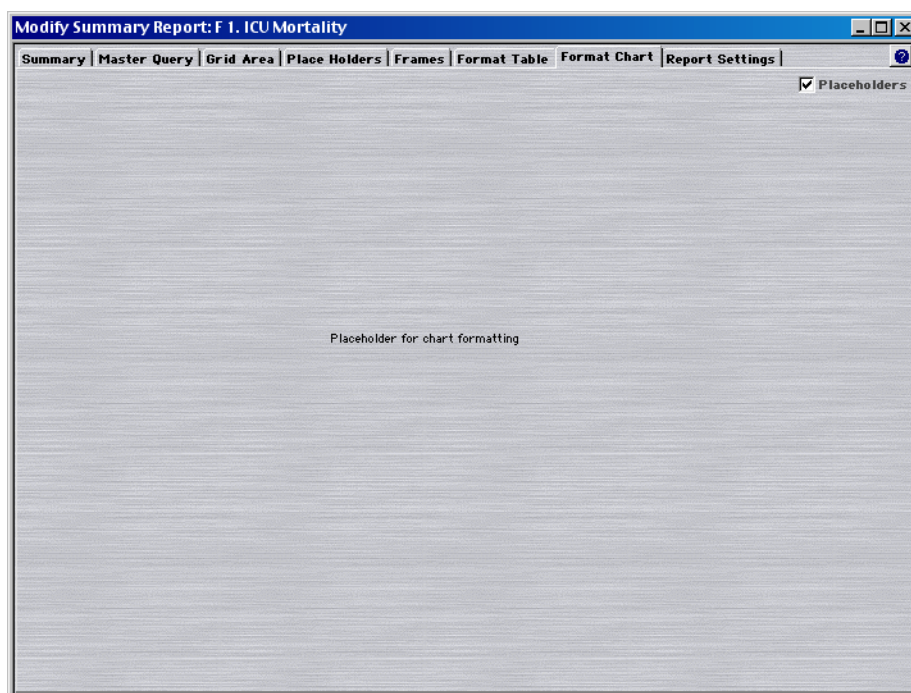 Modify Summary Report: F 1. ICU Mortality
Summary Master Query Grid Area Place Holders Frames Format Table Format Chart Report Settings ?
Placeholders
Placeholder for chart formatting